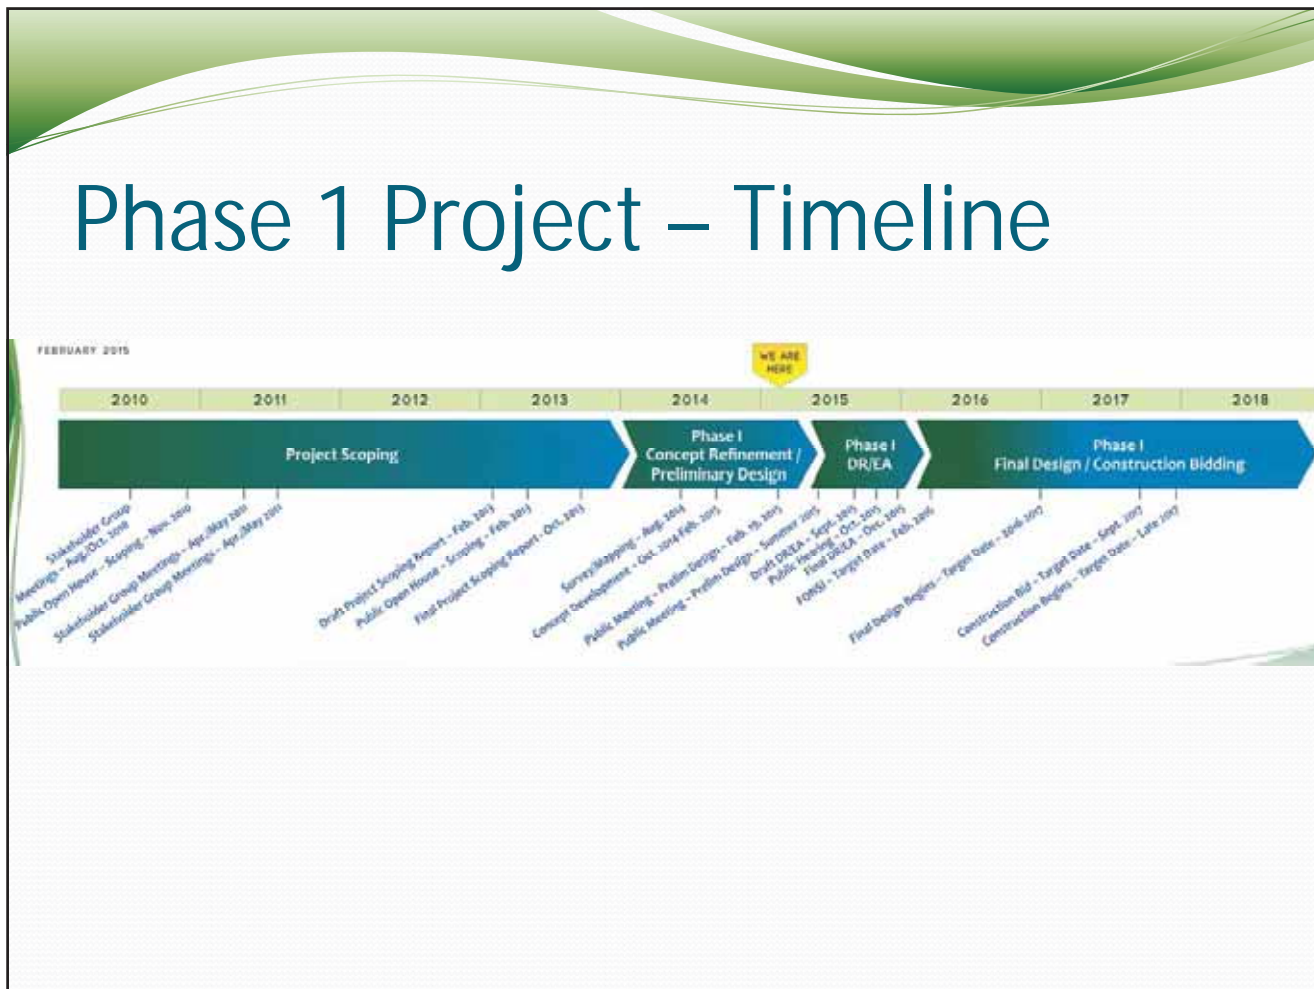 Phase 1 Project – Timeline
FEBRUARY 2015
WE ARE
HERE
2010
2011
2012
2013
2014
2015
2016
2017
2018
Project Scoping
Phase I
Concept Refinement /
Preliminary Design
Phase I
DR/EA
Phase I
Final Design / Construction Bidding
Stakeholder Group
Meetings – Aug/Oct. 2010
Public Open House – Scoping – Nov. 2010
Stakeholder Group Meetings – Apr./May 2011
Stakeholder Group Meetings – Apr./May 2011
Draft Project Scoping Report – Feb. 2013
Public Open House – Scoping – Feb. 2013
Final Project Scoping Report - Oct. 2013
Survey/Mapping – Aug. 2014
Concept Development – Oct. 2014-Feb. 2015
Public Meeting – Prelim Design – Feb. 19, 2015
Public Meeting – Prelim Design – Summer 2015
Draft DR/EA – Sept. 2015
Public Hearing – Oct. 2015
Final DR/EA – Oct. 2015
FONSI – Target Date – Feb. 2016
Final Design Begins – Target Date – 2016-2017
Construction Bid – Target Date – Sept. 2017
Construction Begins – Target Date – Late 2017